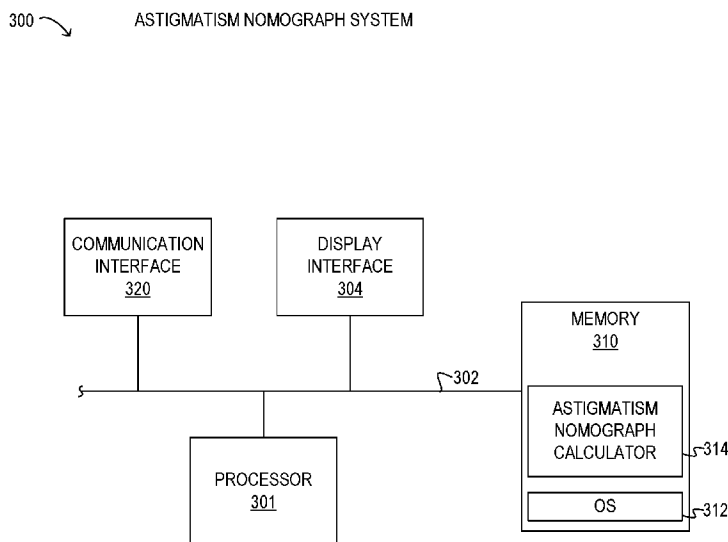 300
ASTIGMATISM NOMOGRAPH SYSTEM
COMMUNICATION
INTERFACE
320
DISPLAY
INTERFACE
304
MEMORY
310
302
ASTIGMATISM
NOMOGRAPH
CALCULATOR
314
PROCESSOR
301
OS
312